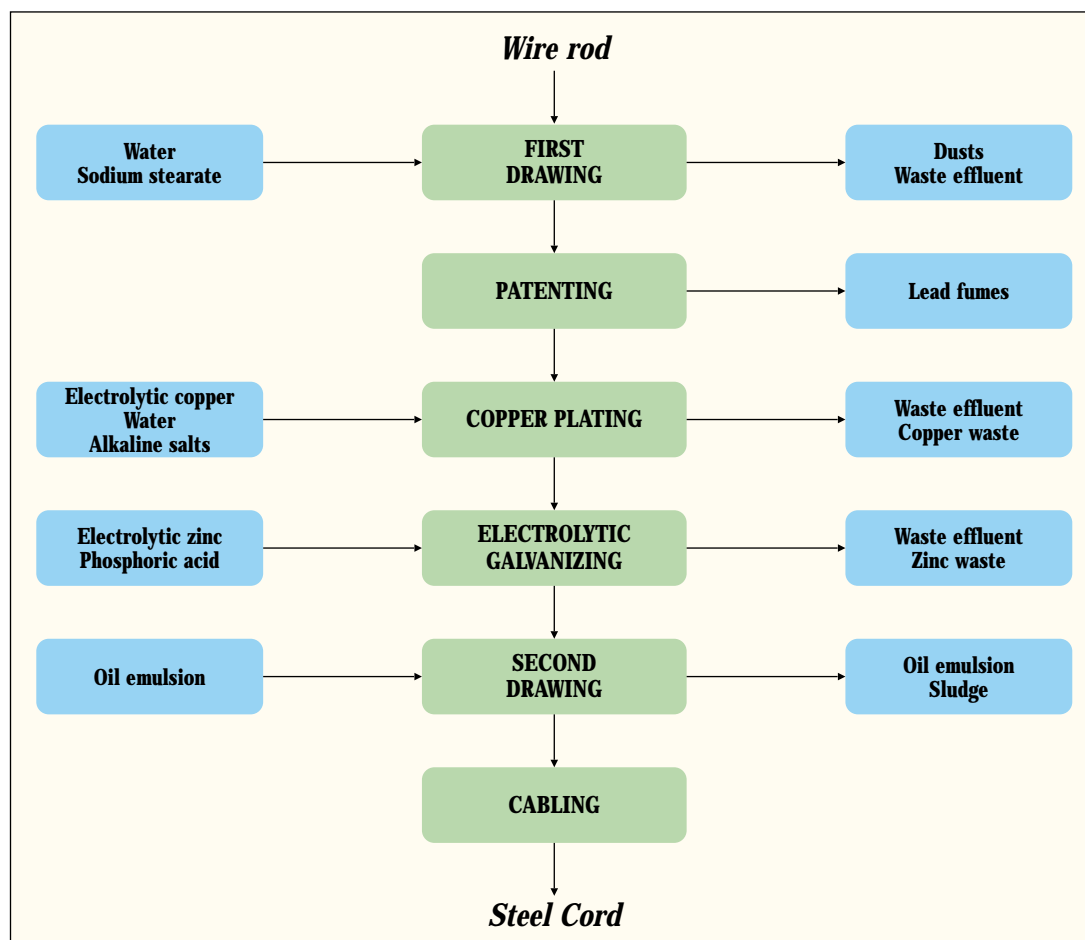 Wire rod
Water
Sodium stearate
FIRST
DRAWING
Dusts
Waste effluent
PATENTING
Lead fumes
Electrolytic copper
Water
Alkaline salts
COPPER PLATING
Waste effluent
Copper waste
Electrolytic zinc
Phosphoric acid
ELECTROLYTIC
GALVANIZING
Waste effluent
Zinc waste
Oil emulsion
SECOND
DRAWING
Oil emulsion
Sludge
CABLING
Steel Cord